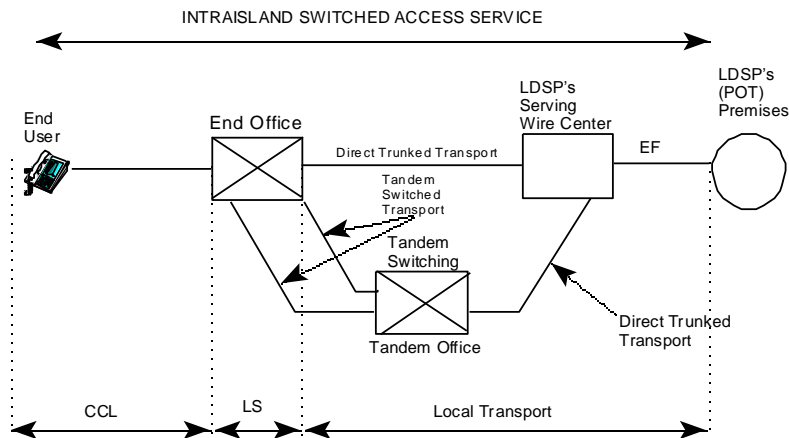 INTRAISLAND SWITCHED ACCESS SERVICE
LDSP's
(POT)
Premises
LDSP's
Serving
Wire Center
End
User
End Office
Direct Trunked Transport
EF
Tandem
Switched
Transport
Tandem
Switching
Tandem Office
Direct Trunked
Transport
CCL
LS
Local Transport